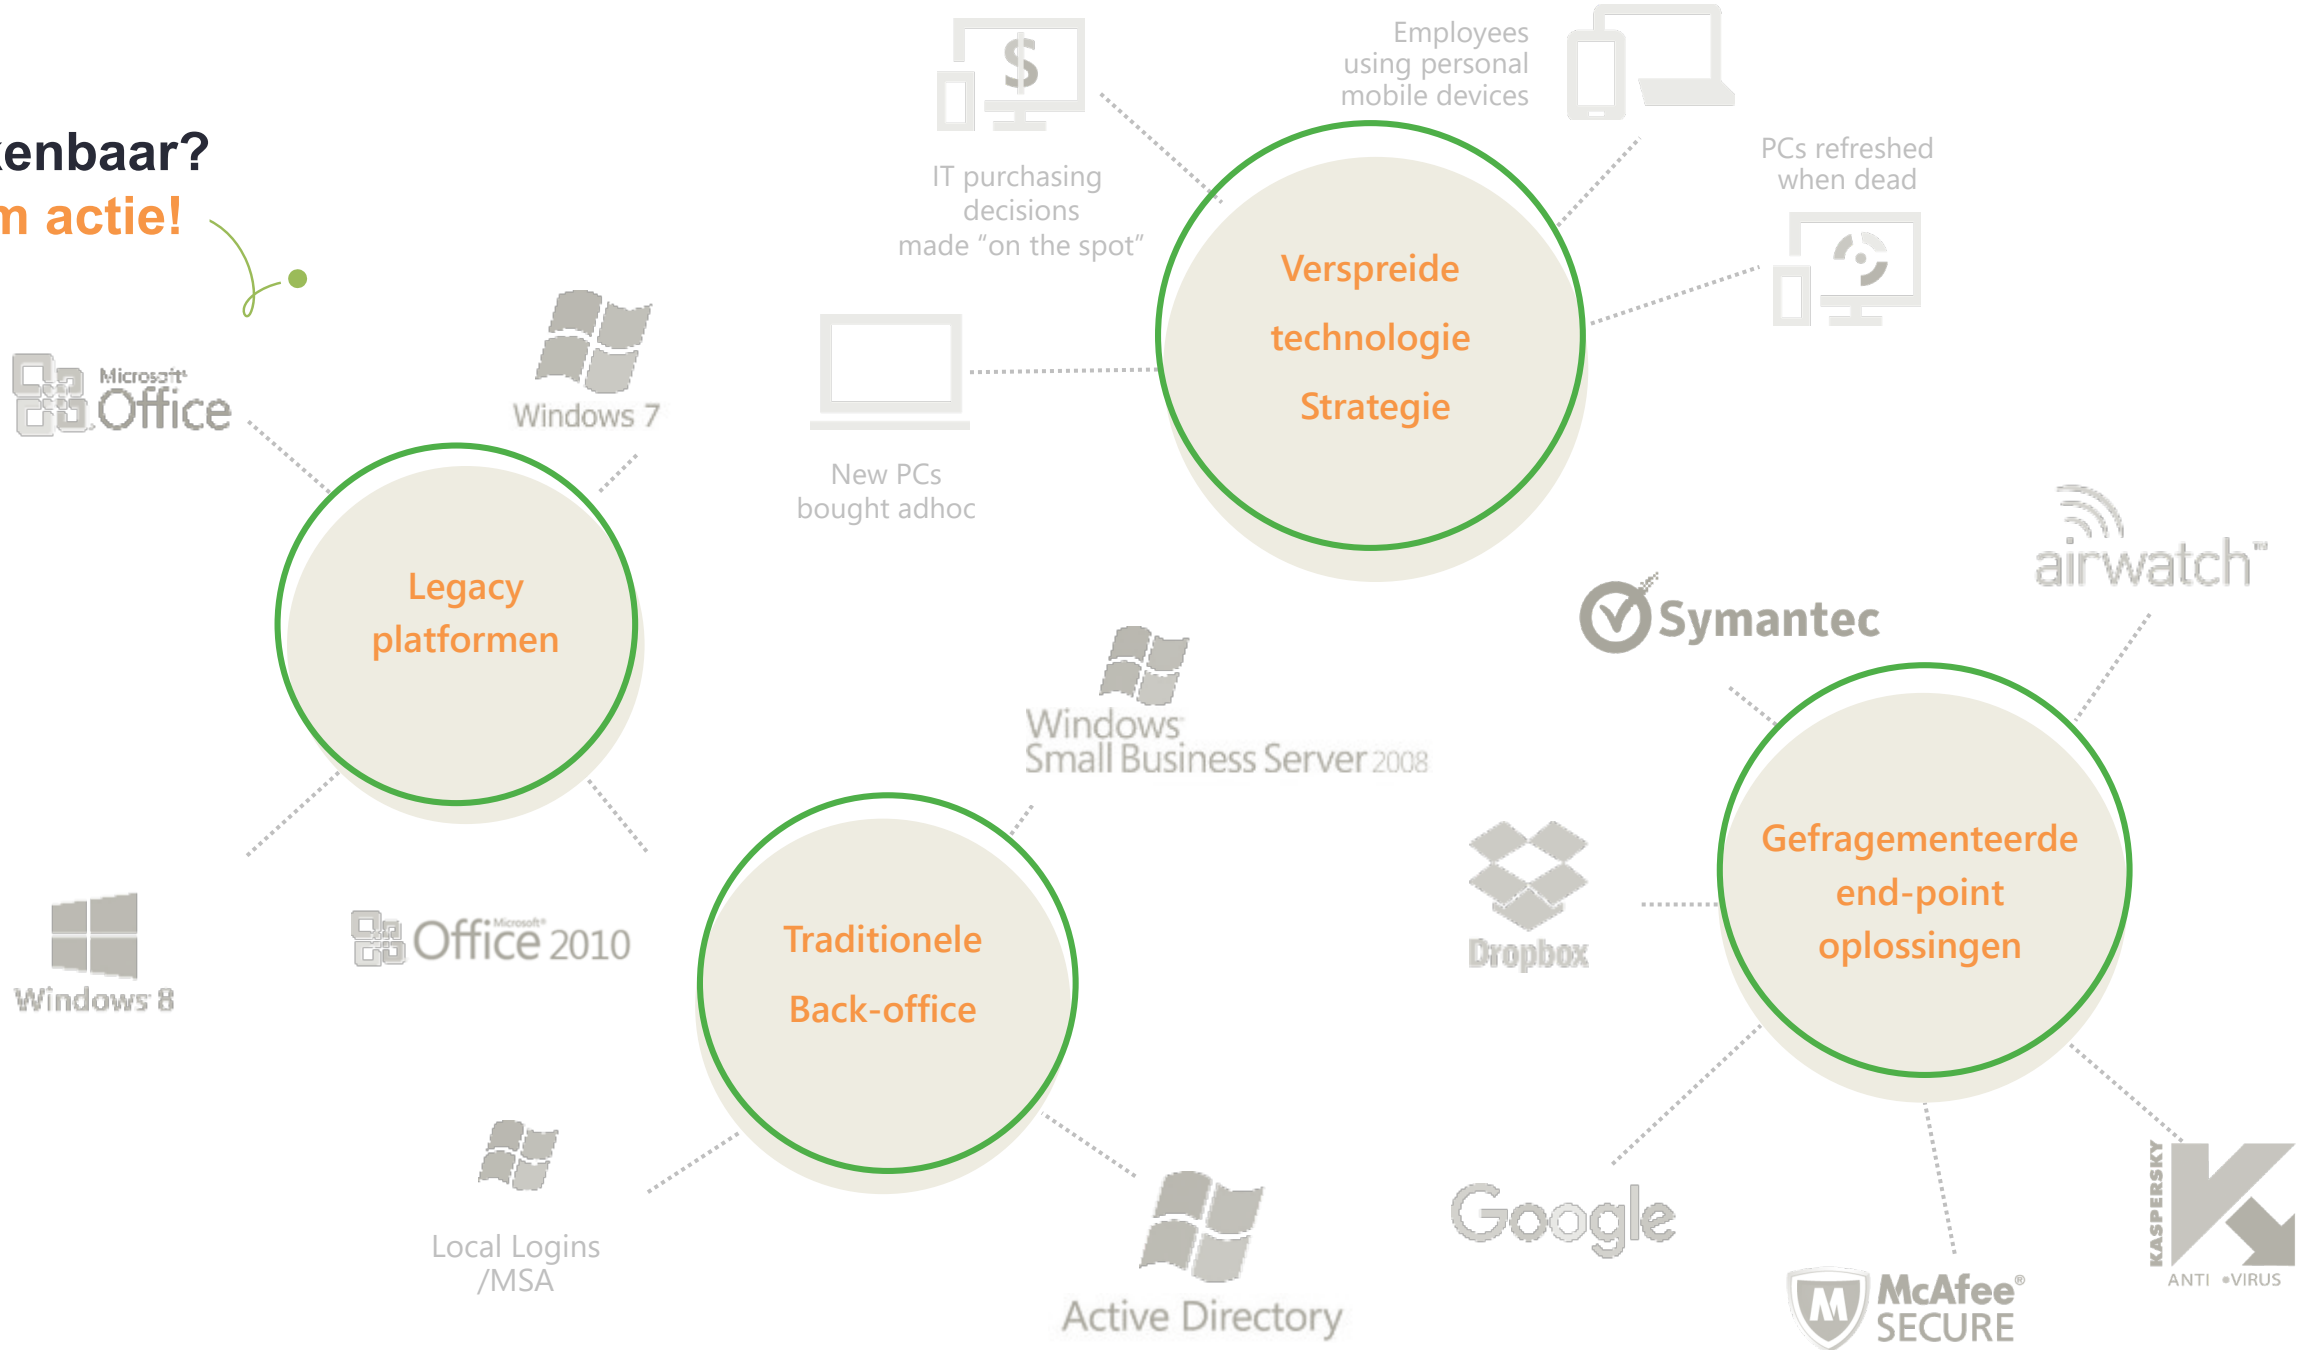 kenbaar?
m actie!
Microsoft®
Office
Windows 7
Legacy
platformen
Windows 8
Microsoft®
Office 2010
IT purchasing
decisions
made “on the spot”
$
Employees
using personal
mobile devices
PCs refreshed
when dead
New PCs
bought adhoc
Verspreide
technologie
Strategie
Windows
Small Business Server 2008
Traditionele
Back-office
Local Logins
/MSA
Active Directory
Symantec
airwatch™
Dropbox
Gefragementeerde
end-point
oplossingen
Google
McAfee®
SECURE
KASPERSKY
ANTI •VIRUS